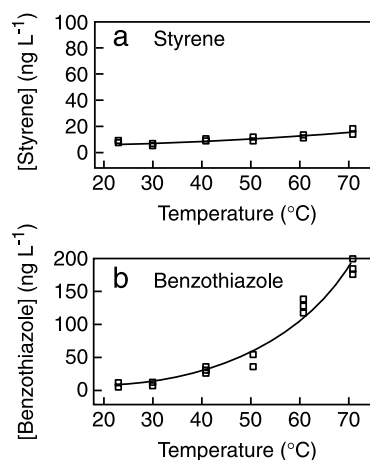 a Styrene
[Styrene] (ng L⁻¹)
100
80
60
40
20
0
20 30 40 50 60 70
Temperature (°C)
b Benzothiazole
[Benzothiazole] (ng L⁻¹)
200
150
100
50
0
20 30 40 50 60 70
Temperature (°C)